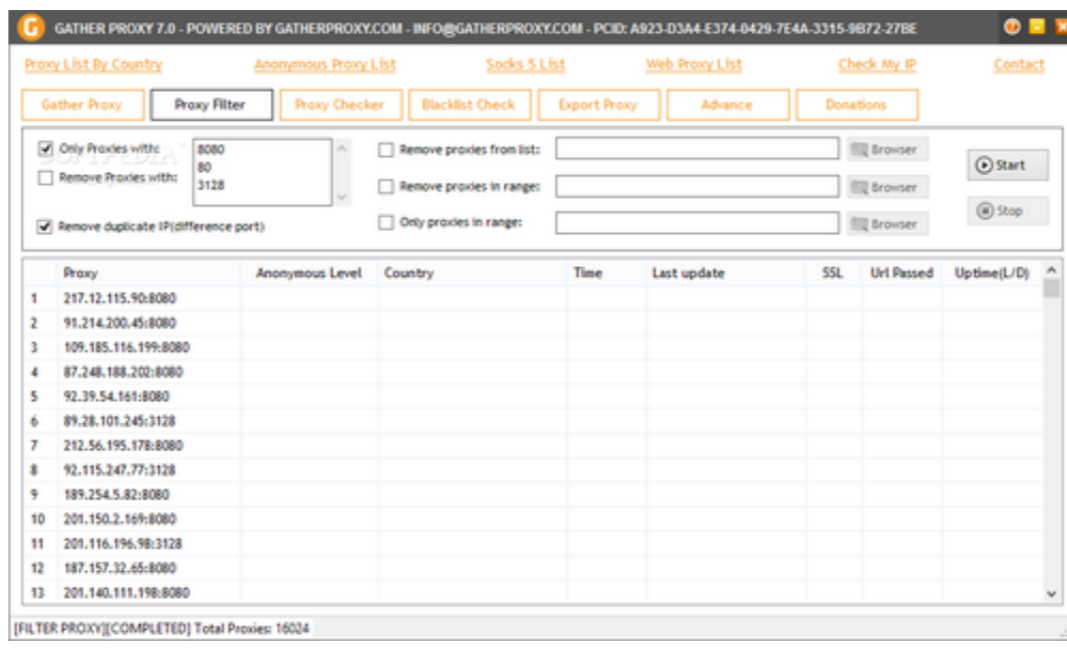 G GATHER PROXY 7.0 - POWERED BY GATHERPROXY.COM - INFO@GATHERPROXY.COM - PCID: A923-D3A4-E374-0429-7E4A-3315-9B72-27BE
Proxy List By Country Anonymous Proxy List Socks 5 List Web Proxy List Check My IP Contact
Gather Proxy Proxy Filter Proxy Checker Blacklist Check Export Proxy Advance Donations
Only Proxies with: 8080 Remove proxies from list: Browser
SOFTPEDIA 80 Start
Remove Proxies with: 3128 Remove proxies in range: Browser
Remove duplicate IP(difference port) Only proxies in range: Browser Stop
Proxy Anonymous Level Country Time Last update SSL Url Passed Uptime(L/D)
1 217.12.115.90:8080
2 91.214.200.45:8080
3 109.185.116.199:8080
4 87.248.188.202:8080
5 92.39.54.161:8080
6 89.28.101.245:3128
7 212.56.195.178:8080
8 92.115.247.77:3128
9 189.254.5.82:8080
10 201.150.2.169:8080
11 201.116.196.98:3128
12 187.157.32.65:8080
13 201.140.111.198:8080
[FILTER PROXY][COMPLETED] Total Proxies: 16024